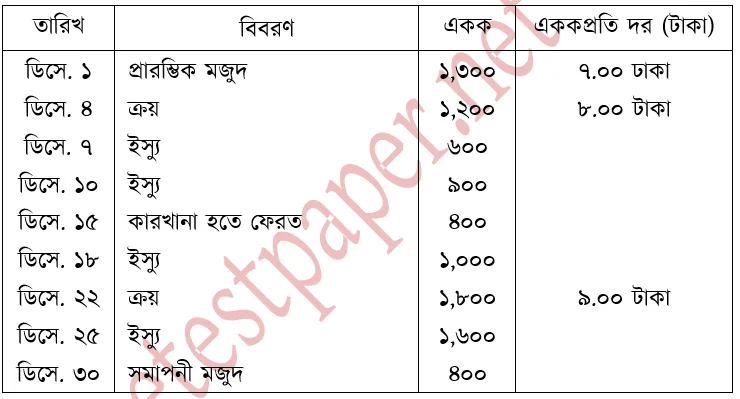 তারিখ বিবরণ একক এককপ্রতি দর (টাকা)
ডিসে. ১ প্রারম্ভিক মজুদ ১,৩০০ ৭.০০ ঢাকা
ডিসে. ৪ ক্রয় ১,২০০ ৮.০০ টাকা
ডিসে. ৭ ইস্যু ৬০০
ডিসে. ১০ ইস্যু ৯০০
ডিসে. ১৫ কারখানা হতে ফেরত ৪০০
ডিসে. ১৮ ইস্যু ১,০০০
ডিসে. ২২ ক্রয় ১,৮০০ ৯.০০ টাকা
ডিসে. ২৫ ইস্যু ১,৬০০
ডিসে. ৩০ সমাপনী মজুদ ৪০০
etestpaper.net